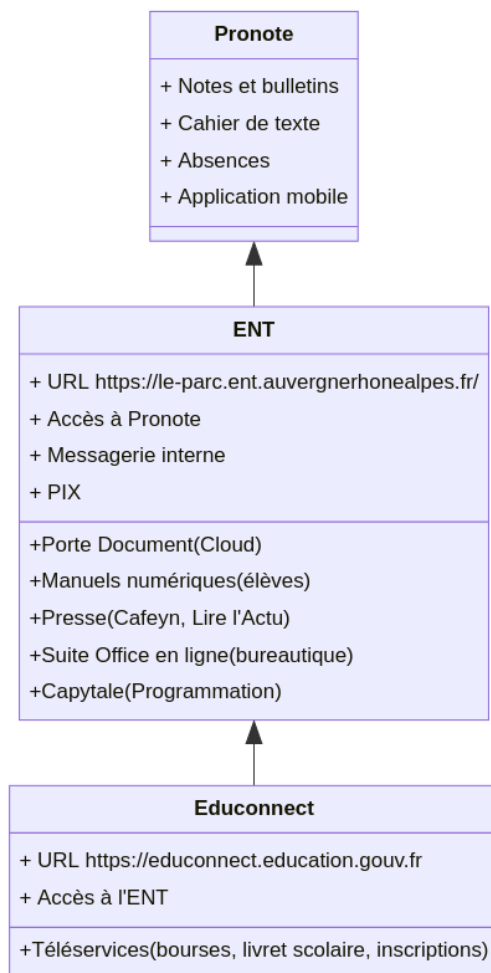 Pronote
+ Notes et bulletins
+ Cahier de texte
+ Absences
+ Application mobile
ENT
+ URL https://le-parc.ent.auvergnerhonealpes.fr/
+ Accès à Pronote
+ Messagerie interne
+ PIX
+Porte Document(Cloud)
+Manuels numériques(élèves)
+Presse(Cafeyn, Lire l'Actu)
+Suite Office en ligne(bureautique)
+Capytale(Programmation)
Educonnect
+ URL https://educonnect.education.gouv.fr
+ Accès à l'ENT
+Téléservices(bourses, livret scolaire, inscriptions)